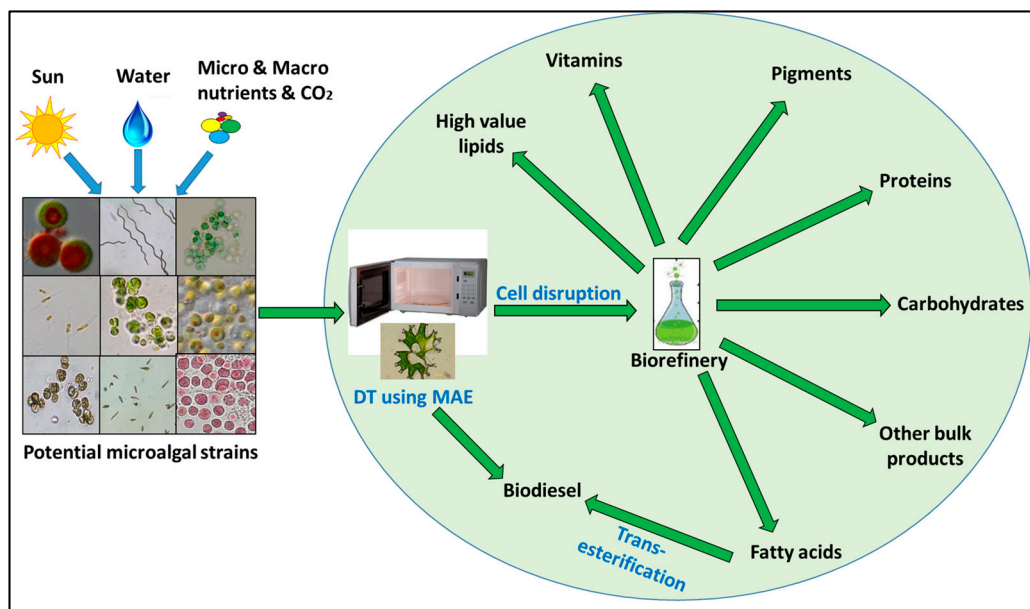 Sun
Water
Micro & Macro
nutrients & CO₂
Potential microalgal strains
Vitamins
Pigments
High value
lipids
Proteins
Cell disruption
Carbohydrates
Biorefinery
DT using MAE
Other bulk
products
Biodiesel
Trans-
esterification
Fatty acids